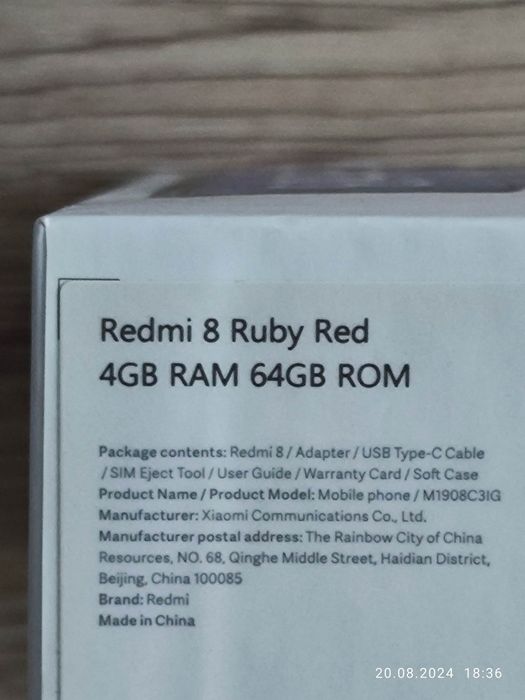 Redmi 8 Ruby Red
4GB RAM 64GB ROM
Package contents: Redmi 8 / Adapter / USB Type-C Cable
/ SIM Eject Tool / User Guide / Warranty Card / Soft Case
Product Name / Product Model: Mobile phone / M1908C3IG
Manufacturer: Xiaomi Communications Co., Ltd.
Manufacturer postal address: The Rainbow City of China
Resources, NO. 68, Qinghe Middle Street, Haidian District,
Beijing, China 100085
Brand: Redmi
Made in China
20.08.2024 18:36